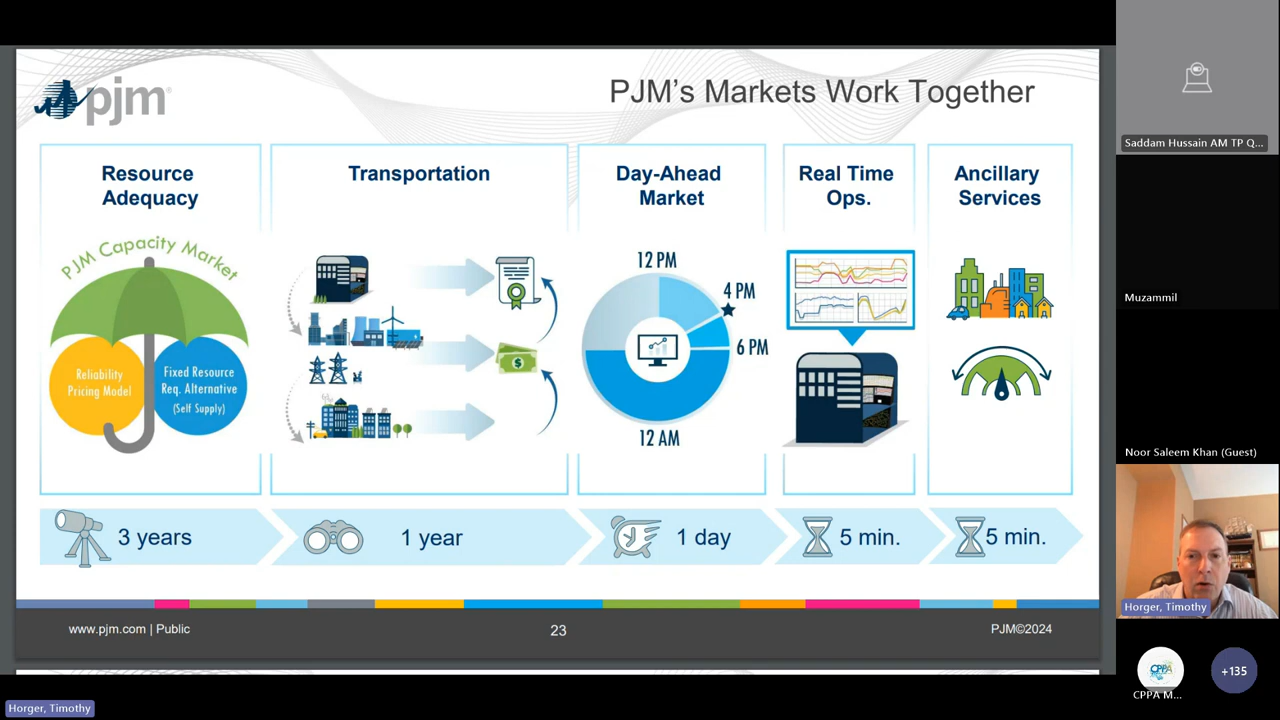 pjm
PJM's Markets Work Together
Resource
Adequacy
PJM Capacity Market
Reliability
Pricing Model
Fixed Resource
Req. Alternative
(Self Supply)
Transportation
$
Day-Ahead
Market
12 PM
4 PM
6 PM
12 AM
Real Time
Ops.
Ancillary
Services
3 years
1 year
1 day
5 min.
5 min.
www.pjm.com | Public
23
PJM©2024
Saddam Hussain AM TP Q...
Muzammil
Noor Saleem Khan (Guest)
Horger, Timothy
CPPA
CPPA M...
+135
Horger, Timothy